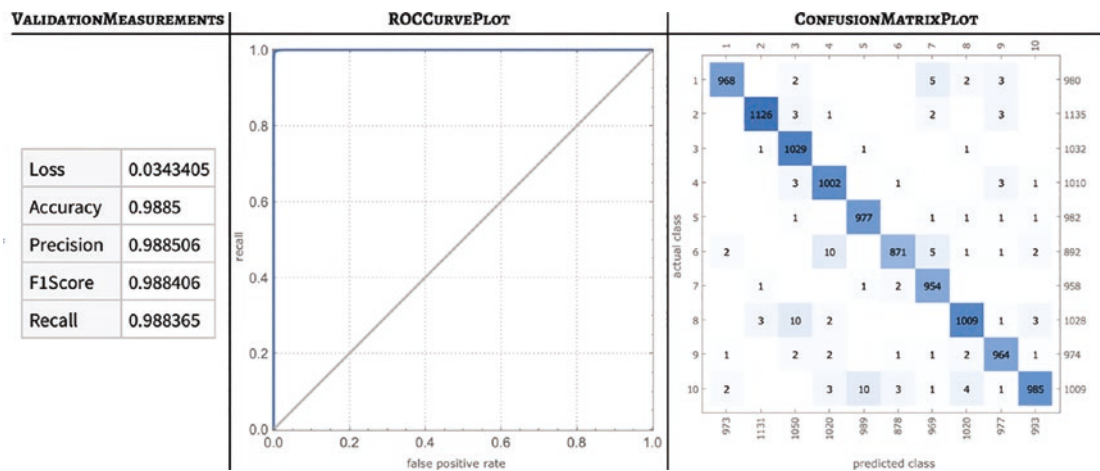 VALIDATIONMEASUREMENTS
Loss 0.0343405
Accuracy 0.9885
Precision 0.988506
F1Score 0.988406
Recall 0.988365
ROCCURVEPLOT
1.0
0.8
0.6
0.4
0.2
0.0
0.0 0.2 0.4 0.6 0.8 1.0
recall
false positive rate
CONFUSIONMATRIXPLOT
1 2 3 4 5 6 7 8 9 10
1 968 2 5 2 3 980
2 1126 3 1 2 3 1135
3 1 1029 1 1 1032
4 3 1002 1 3 1 1010
5 1 977 1 1 1 1 982
6 2 10 871 5 1 1 2 892
7 1 1 2 954 958
8 3 10 2 1009 1 3 1028
9 1 2 2 1 1 2 964 1 974
10 2 3 10 3 1 4 1 985 1009
973 1131 1050 1020 989 878 969 1020 977 993
actual class
predicted class